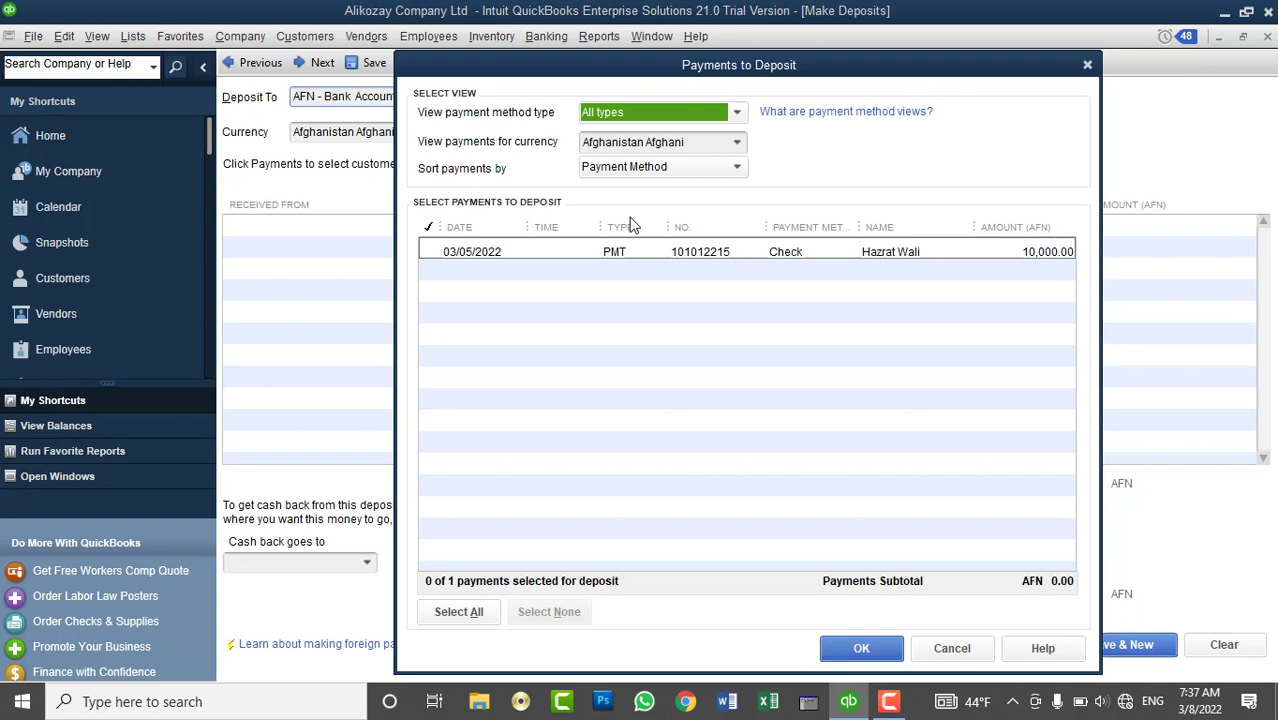 Alikozay Company Ltd - Intuit QuickBooks Enterprise Solutions 21.0 Trial Version - [Make Deposits]
File Edit View Lists Favorites Company Customers Vendors Employees Inventory Banking Reports Window Help 48
Search Company or Help
Previous Next Save
My Shortcuts
Home
My Company
Calendar
Snapshots
Customers
Vendors
Employees
My Shortcuts
View Balances
Run Favorite Reports
Open Windows
Do More With QuickBooks
Get Free Workers Comp Quote
Order Labor Law Posters
Order Checks & Supplies
Promote Your Business
Finance with Confidence
Deposit To AFN - Bank Account
Currency Afghanistan Afghani
Click Payments to select custome
RECEIVED FROM
To get cash back from this depos
where you want this money to go,
Cash back goes to
Learn about making foreign pa
Payments to Deposit
SELECT VIEW
View payment method type All types What are payment method views?
View payments for currency Afghanistan Afghani
Sort payments by Payment Method
SELECT PAYMENTS TO DEPOSIT
✓ DATE TIME TYPE NO. PAYMENT MET... NAME AMOUNT (AFN)
03/05/2022 PMT 101012215 Check Hazrat Wali 10,000.00
0 of 1 payments selected for deposit Payments Subtotal AFN 0.00
Select All Select None
OK Cancel Help
MOUNT (AFN)
AFN
AFN
ve & New Clear
Type here to search
44°F ENG 7:37 AM
3/8/2022